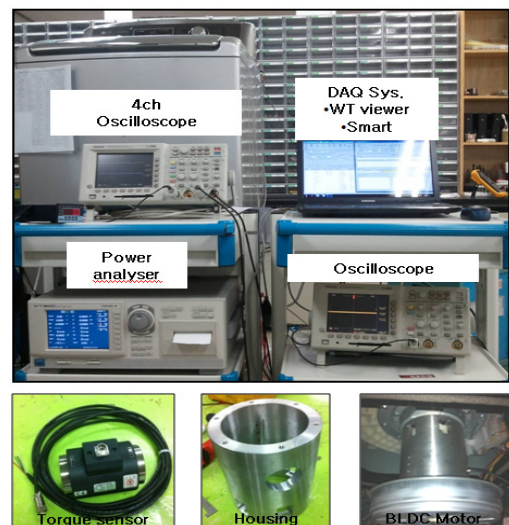 4ch
Oscilloscope
DAQ Sys.
•WT viewer
•Smart
Power
analyser
Oscilloscope
Torque sensor
Housing
BLDC Motor